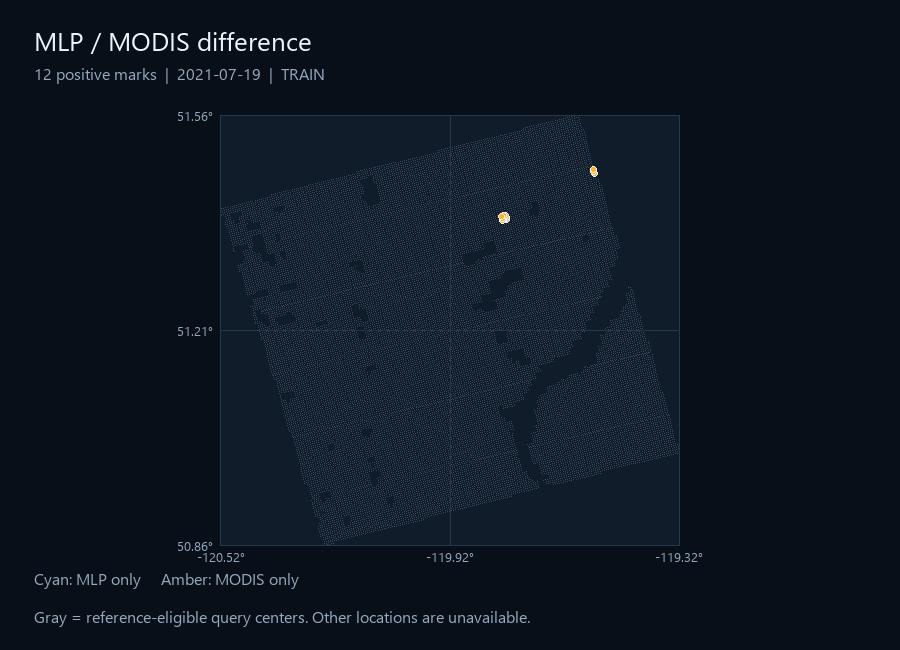 MLP / MODIS difference
12 positive marks | 2021-07-19 | TRAIN
51.56°
51.21°
50.86°
-120.52° -119.92° -119.32°
Cyan: MLP only Amber: MODIS only
Gray = reference-eligible query centers. Other locations are unavailable.